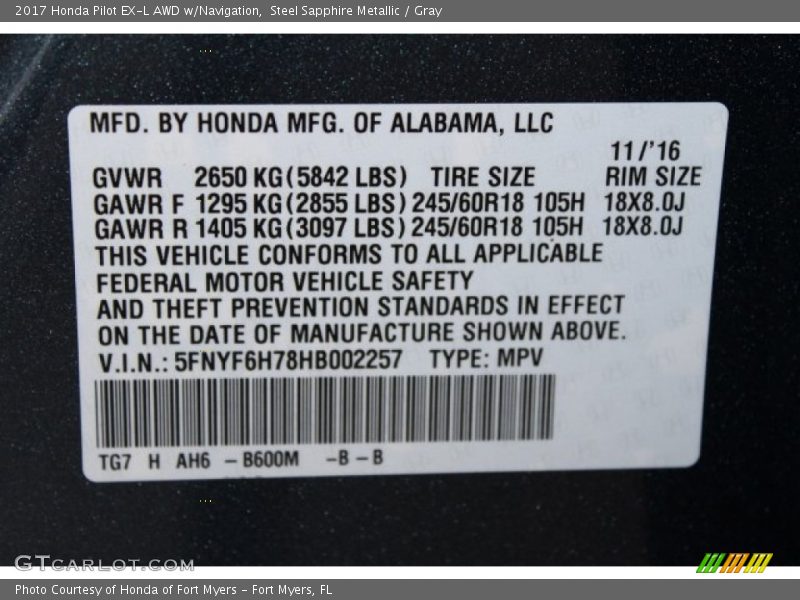 2017 Honda Pilot EX-L AWD w/Navigation, Steel Sapphire Metallic / Gray
MFD. BY HONDA MFG. OF ALABAMA, LLC
11/'16
GVWR 2650 KG(5842 LBS) TIRE SIZE RIM SIZE
GAWR F 1295 KG(2855 LBS) 245/60R18 105H 18X8.0J
GAWR R 1405 KG(3097 LBS) 245/60R18 105H 18X8.0J
THIS VEHICLE CONFORMS TO ALL APPLICABLE
FEDERAL MOTOR VEHICLE SAFETY
AND THEFT PREVENTION STANDARDS IN EFFECT
ON THE DATE OF MANUFACTURE SHOWN ABOVE.
V.I.N.: 5FNYF6H78HB002257 TYPE: MPV
TG7 H AH6 -B600M -B-B
GTCARLOT.COM
Photo Courtesy of Honda of Fort Myers - Fort Myers, FL